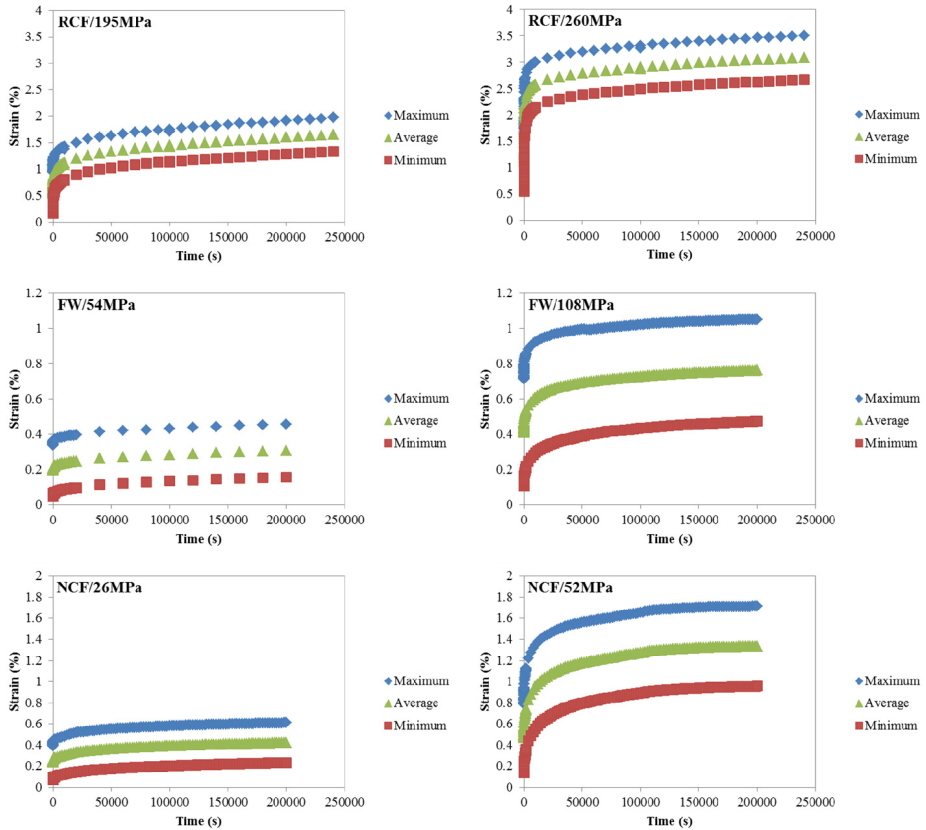 RCF/195MPa
4
3.5
3
2.5
2
1.5
1
0.5
0
Strain (%)
0 50000 100000 150000 200000 250000
Time (s)
Maximum
Average
Minimum
RCF/260MPa
4
3.5
3
2.5
2
1.5
1
0.5
0
Strain (%)
0 50000 100000 150000 200000 250000
Time (s)
Maximum
Average
Minimum
FW/54MPa
1.2
1
0.8
0.6
0.4
0.2
0
Strain (%)
0 50000 100000 150000 200000 250000
Time (s)
Maximum
Average
Minimum
FW/108MPa
1.2
1
0.8
0.6
0.4
0.2
0
Strain (%)
0 50000 100000 150000 200000 250000
Time (s)
Maximum
Average
Minimum
NCF/26MPa
2
1.8
1.6
1.4
1.2
1
0.8
0.6
0.4
0.2
0
Strain (%)
0 50000 100000 150000 200000 250000
Time (s)
Maximum
Average
Minimum
NCF/52MPa
2
1.8
1.6
1.4
1.2
1
0.8
0.6
0.4
0.2
0
Strain (%)
0 50000 100000 150000 200000 250000
Time (s)
Maximum
Average
Minimum